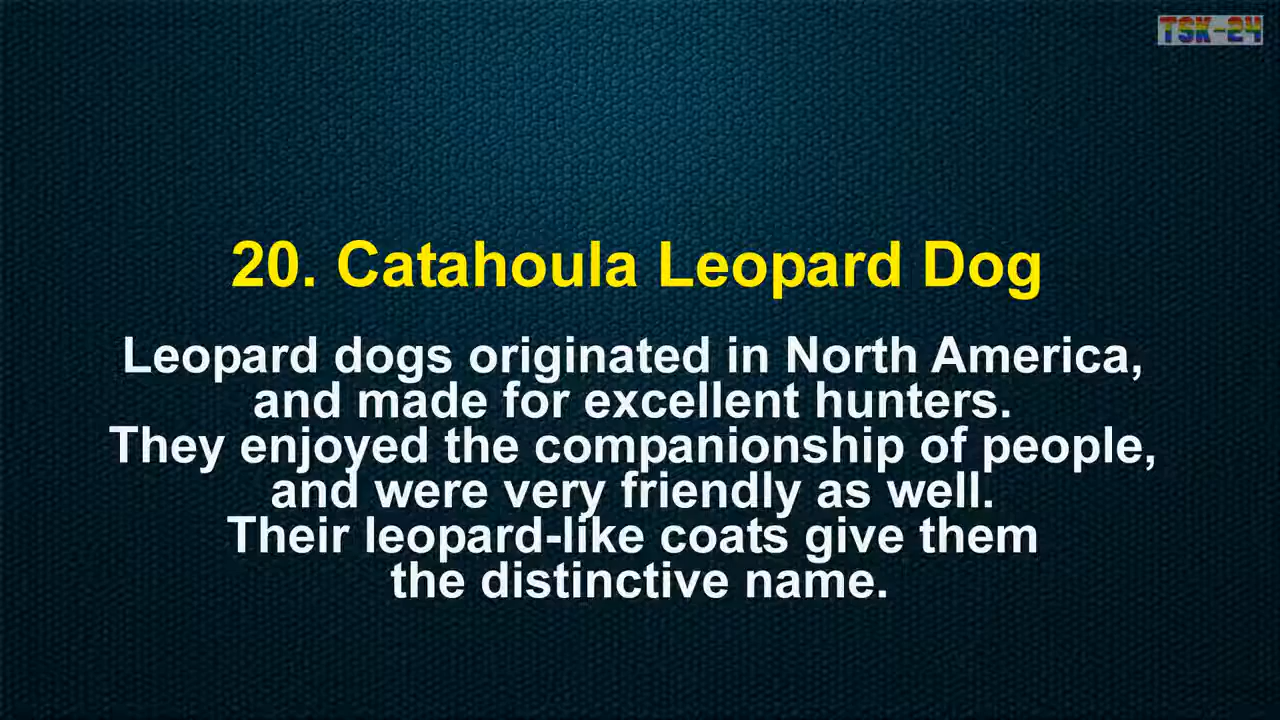 TSK-24
20. Catahoula Leopard Dog
Leopard dogs originated in North America,
and made for excellent hunters.
They enjoyed the companionship of people,
and were very friendly as well.
Their leopard-like coats give them
the distinctive name.